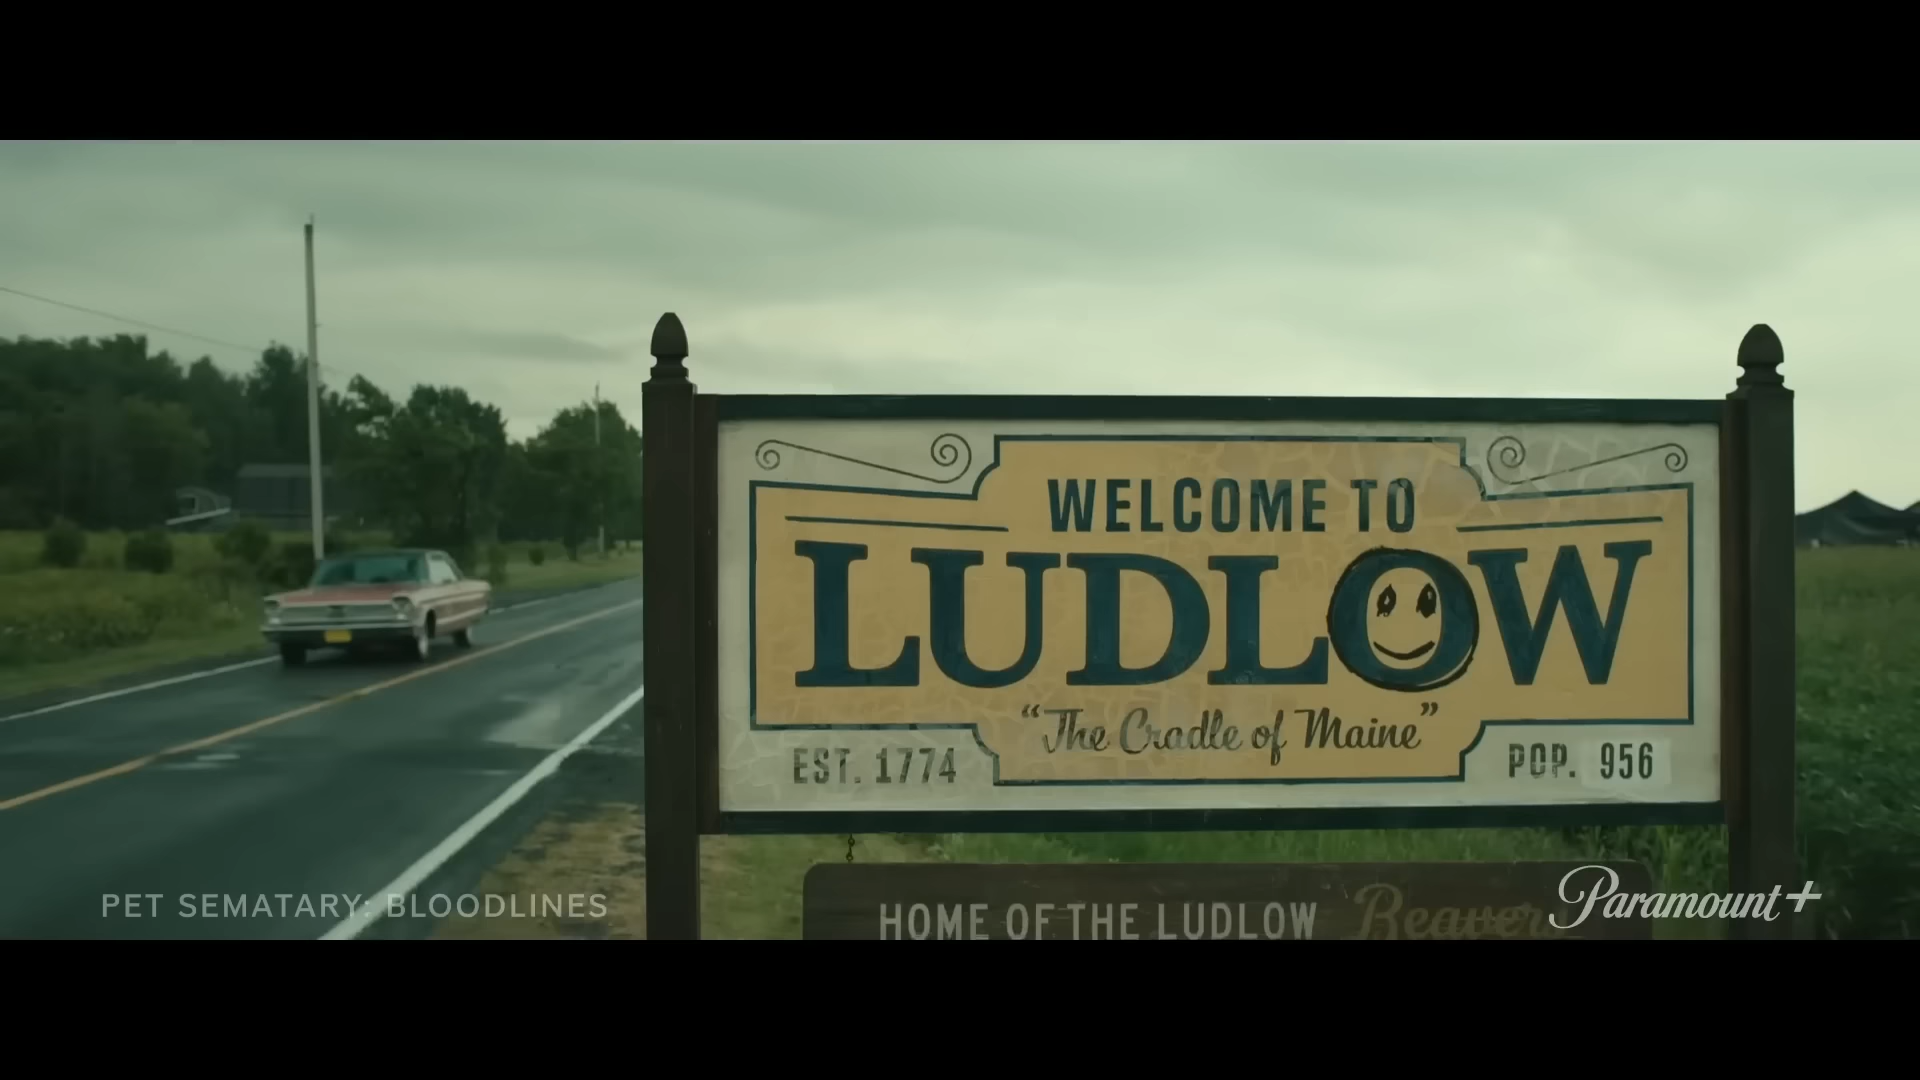 WELCOME TO
LUDLOW
“The Cradle of Maine”
EST. 1774
POP. 956
HOME OF THE LUDLOW Beavers
PET SEMATARY: BLOODLINES
Paramount+